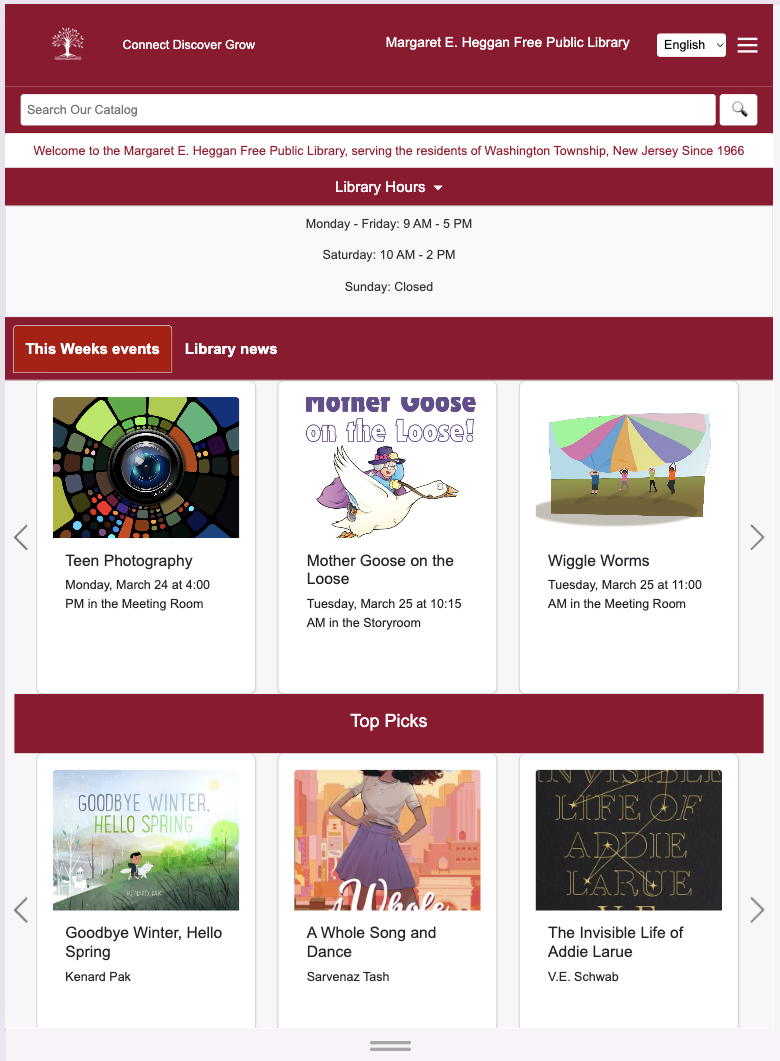 Connect Discover Grow
Margaret E. Heggan Free Public Library
English
Search Our Catalog
Welcome to the Margaret E. Heggan Free Public Library, serving the residents of Washington Township, New Jersey Since 1966
Library Hours
Monday - Friday: 9 AM - 5 PM
Saturday: 10 AM - 2 PM
Sunday: Closed
This Weeks events
Library news
Teen Photography
Monday, March 24 at 4:00
PM in the Meeting Room
Mother Goose
on the Loose!
Mother Goose on the
Loose
Tuesday, March 25 at 10:15
AM in the Storyroom
Wiggle Worms
Tuesday, March 25 at 11:00
AM in the Meeting Room
Top Picks
GOODBYE WINTER,
HELLO SPRING
KENARD PAK
Goodbye Winter, Hello
Spring
Kenard Pak
a Whole
A Whole Song and
Dance
Sarvenaz Tash
INVISIBLE
LIFE OF
ADDIE
LARUE
V.E.
The Invisible Life of
Addie Larue
V.E. Schwab